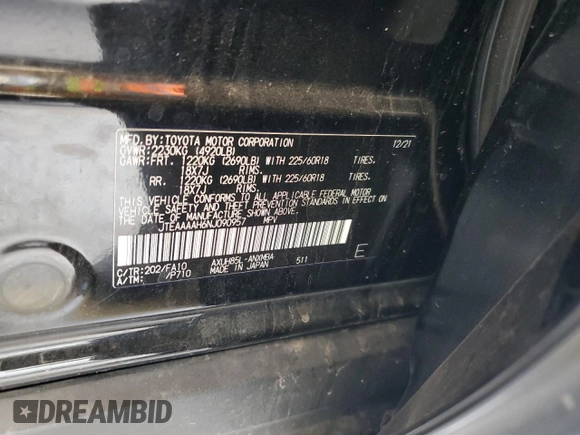 MFD.BY:TOYOTA MOTOR CORPORATION 12/21
GVWR:2230KG (4920LB)
GAWR:FRT. 1220KG (2690LB) WITH 225/60R18 TIRES.
18X7J RIMS.
RR. 1220KG (2690LB) WITH 225/60R18 TIRES.
18X7J RIMS.
THIS VEHICLE CONFORMS TO ALL APPLICABLE FEDERAL MOTOR
VEHICLE SAFETY AND THEFT PREVENTION STANDARDS IN EFFECT
ON THE DATE OF MANUFACTURE SHOWN ABOVE.
JTEAAAAH6NJ090957 MPV
C/TR:202/FA10 AXUH85L-ANXMBA 511 E
A/TM: /P710 MADE IN JAPAN
DREAMBID